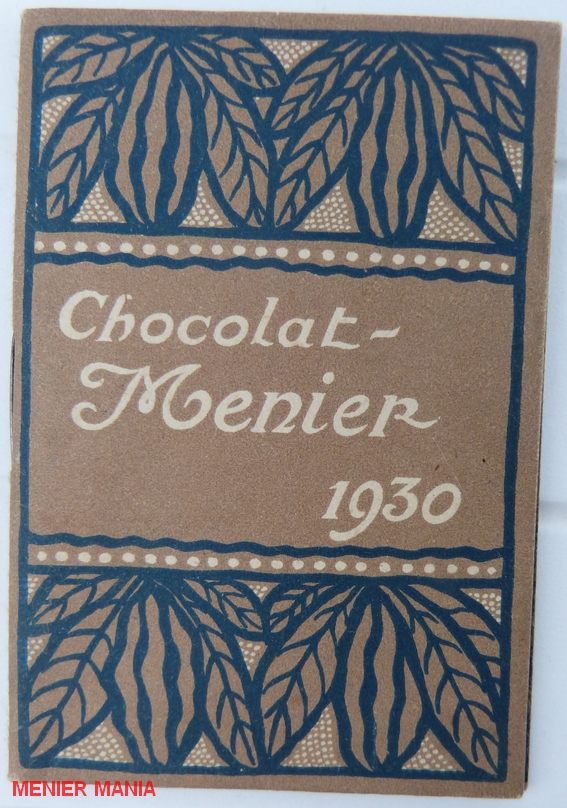 Chocolat-
Menier
1930
MENIER MANIA